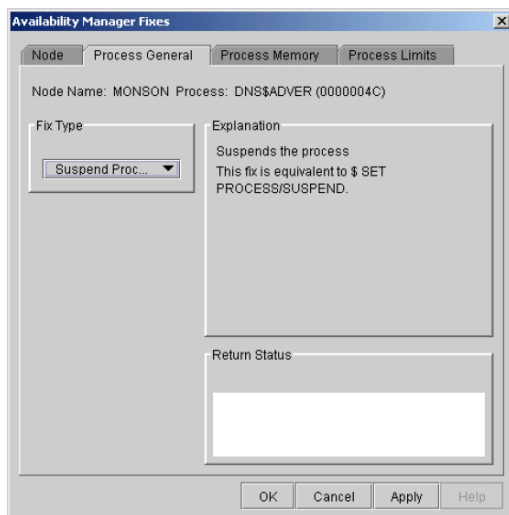 Availability Manager Fixes
Node
Process General
Process Memory
Process Limits
Node Name: MONSON Process: DNS$ADVER (0000004C)
Fix Type
Suspend Proc...
Explanation
Suspends the process
This fix is equivalent to $ SET
PROCESS/SUSPEND.
Return Status
OK
Cancel
Apply
Help